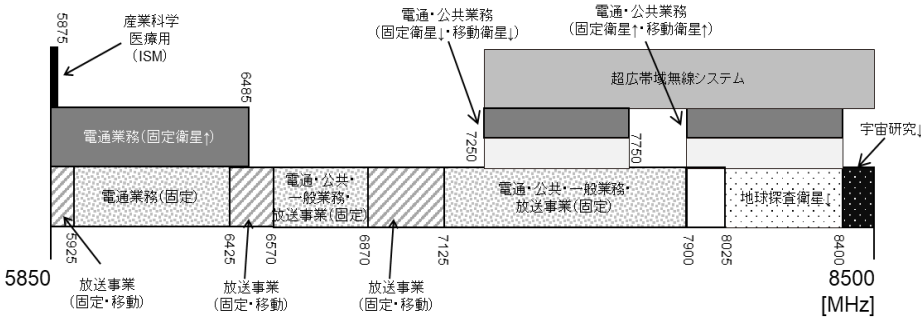 5875
産業科学
医療用
(ISM)
6485
電通・公共業務
(固定衛星↓・移動衛星↓)
電通・公共業務
(固定衛星↑・移動衛星↑)
超広帯域無線システム
電通業務(固定衛星↑)
7250
7750
宇宙研究↓
電通業務(固定)
電通・公共・
一般業務・
放送事業(固定)
電通・公共・一般業務・
放送事業(固定)
地球探査衛星↓
5850
5925
6425
6570
6870
7125
7900
8025
8400
8500
[MHz]
放送事業
(固定・移動)
放送事業
(固定・移動)
放送事業
(固定・移動)